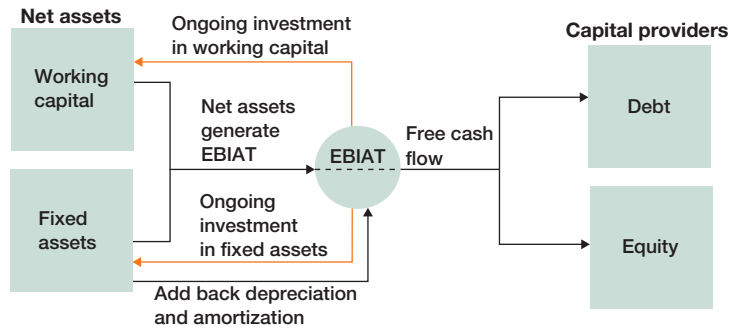 Net assets
Working
capital
Fixed
assets
Ongoing investment
in working capital
Net assets
generate
EBIAT
Ongoing
investment
in fixed assets
Add back depreciation
and amortization
EBIAT
Free cash
flow
Capital providers
Debt
Equity